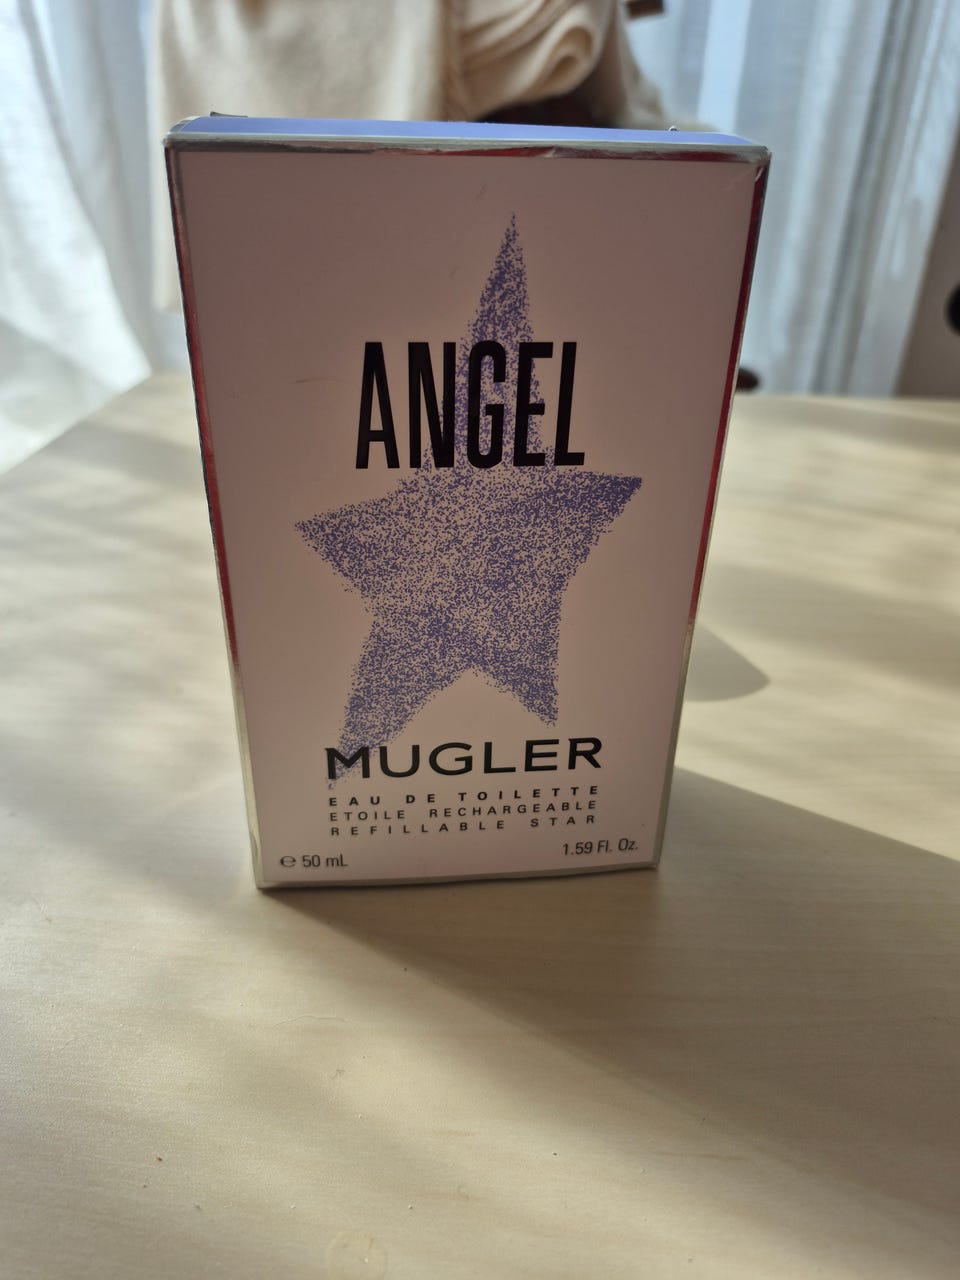 ANGEL
MUGLER
EAU DE TOILETTE
ETOILE RECHARGEABLE
REFILLABLE STAR
℮ 50 mL
1.59 Fl. Oz.